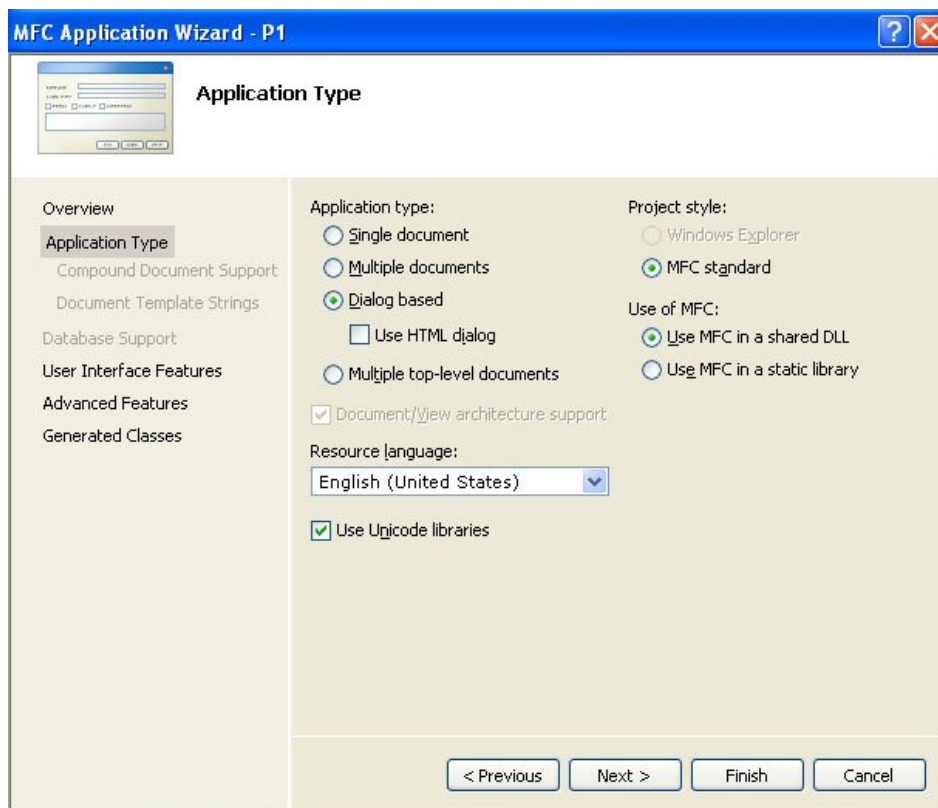 MFC Application Wizard - P1
Application Type
Overview
Application Type
Compound Document Support
Document Template Strings
Database Support
User Interface Features
Advanced Features
Generated Classes
Application type:
Single document
Multiple documents
Dialog based
Use HTML dialog
Multiple top-level documents
Document/View architecture support
Resource language:
English (United States)
Use Unicode libraries
Project style:
Windows Explorer
MFC standard
Use of MFC:
Use MFC in a shared DLL
Use MFC in a static library
< Previous
Next >
Finish
Cancel